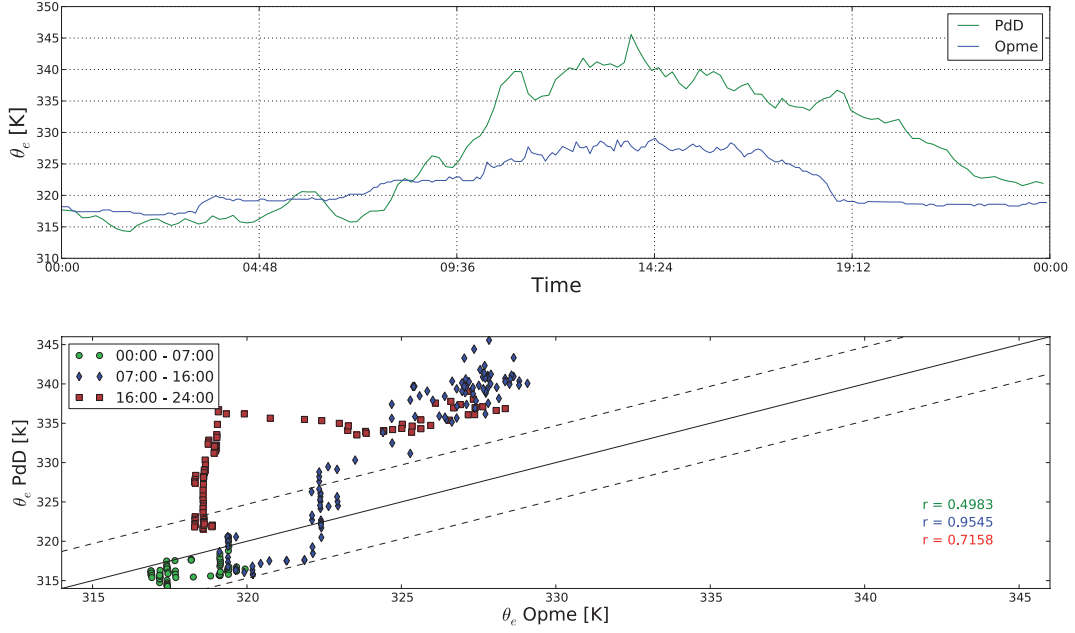 350
345
340
335
330
325
320
315
310
θe [K]
PdD
Opme
00:00 04:48 09:36 14:24 19:12 00:00
Time
345
340
335
330
325
320
315
θe PdD [K]
00:00 - 07:00
07:00 - 16:00
16:00 - 24:00
r = 0.4983
r = 0.9545
r = 0.7158
315 320 325 330 335 340 345
θe Opme [K]